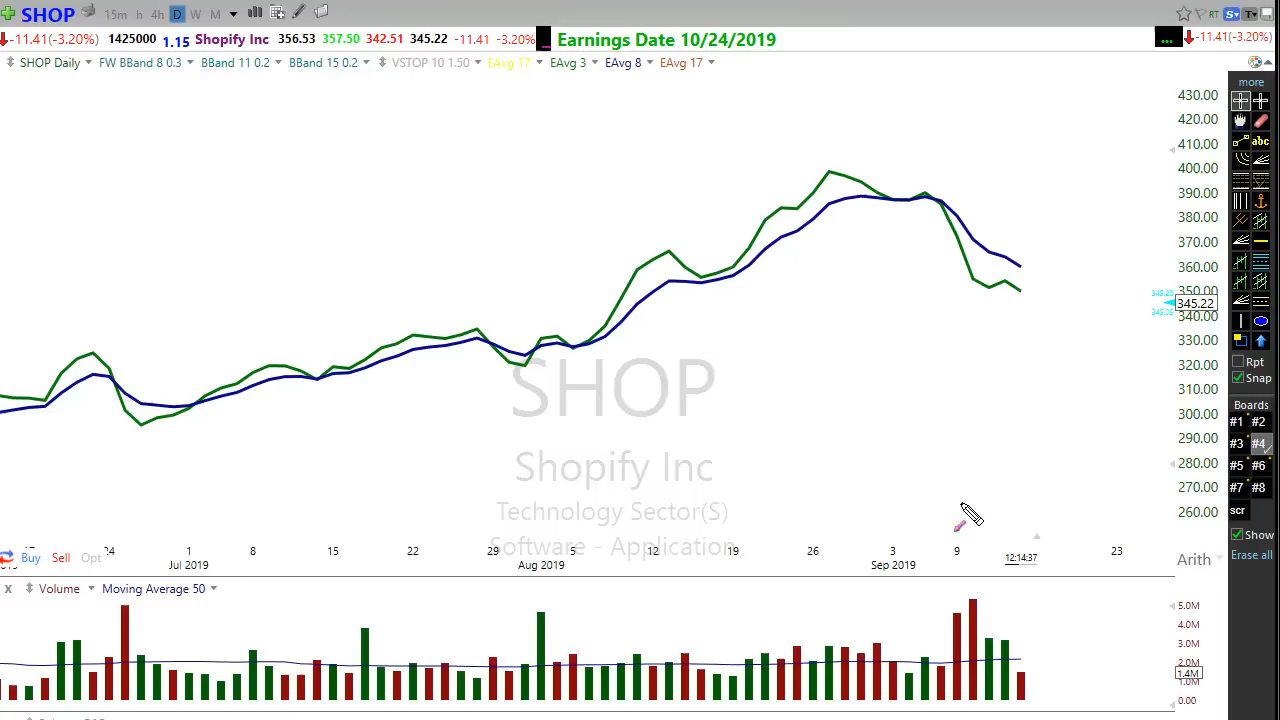 SHOP 15m h 4h D W M RT S T
-11.41(-3.20%) 1425000 1.15 Shopify Inc 356.53 357.50 342.51 345.22 -11.41 -3.20% ... Earnings Date 10/24/2019 ... -11.41(-3.20%)
SHOP Daily FW BBand 8 0.3 BBand 11 0.2 BBand 15 0.2 VSTOP 10 1.50 EAvg 17 EAvg 3 EAvg 8 EAvg 17
more
430.00
420.00
abc
410.00
400.00
390.00
380.00
370.00
360.00
350.00
345.20
345.22
345.05
340.00
330.00
320.00
310.00
300.00
290.00
280.00
270.00
260.00
SHOP
Shopify Inc
Technology Sector(S)
Software - Application
Rpt
Snap
Boards
#1 #2
#3 #4
#5 #6
#7 #8
scr
Show
Erase all
24 1 8 15 22 29 5 12 19 26 3 9 23
Buy Sell Opt Jul 2019 Aug 2019 Sep 2019 12:14:37 Arith
X Volume Moving Average 50
5.0M
4.0M
3.0M
2.0M
1.4M
1.0M
0.00